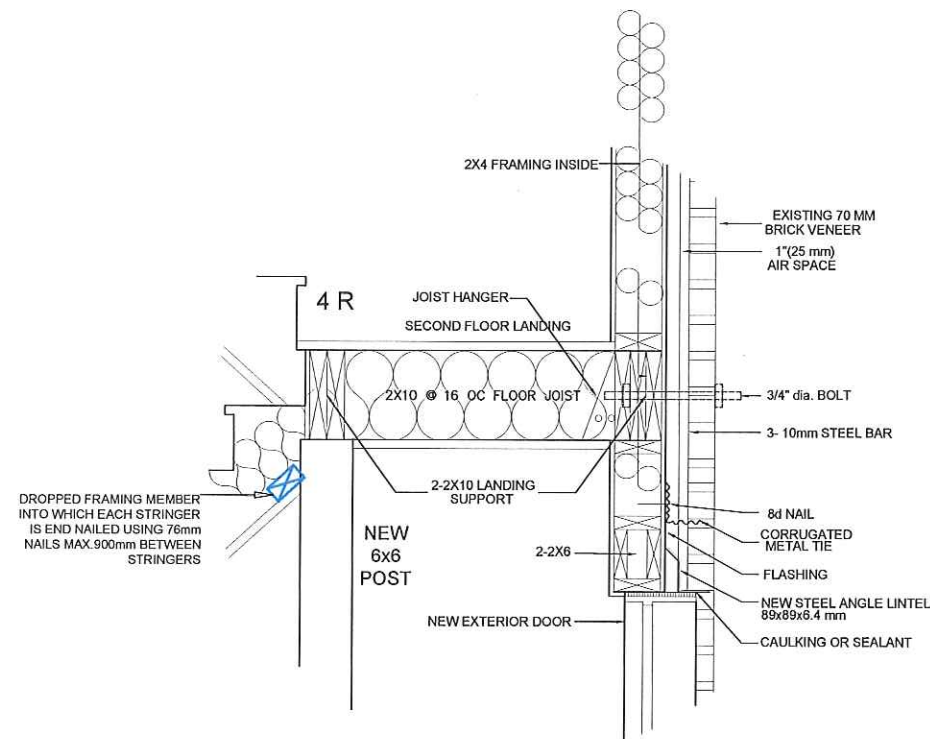 2X4 FRAMING INSIDE
EXISTING 70 MM
BRICK VENEER
1"(25 mm)
AIR SPACE
4 R
JOIST HANGER
SECOND FLOOR LANDING
2X10 @ 16 OC FLOOR JOIST
3/4" dia. BOLT
3- 10mm STEEL BAR
2-2X10 LANDING
SUPPORT
DROPPED FRAMING MEMBER
INTO WHICH EACH STRINGER
IS END NAILED USING 76mm
NAILS MAX.900mm BETWEEN
STRINGERS
8d NAIL
CORRUGATED
METAL TIE
NEW
6x6
POST
2-2X6
FLASHING
NEW STEEL ANGLE LINTEL
89x89x6.4 mm
NEW EXTERIOR DOOR
CAULKING OR SEALANT